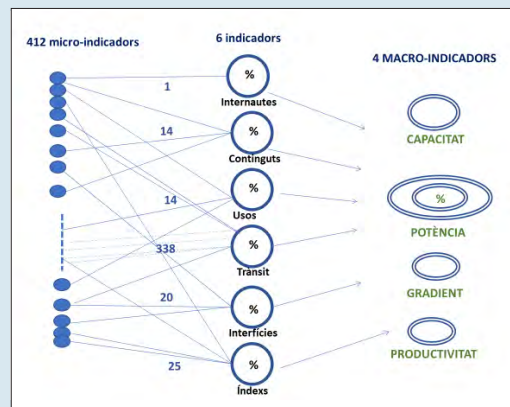 412 micro-indicadors
6 indicadors
4 MACRO-INDICADORS
1
%
Internautes
CAPACITAT
14
%
Continguts
14
%
Usos
%
POTÈNCIA
338
%
Trànsit
GRADIENT
20
%
Interfícies
PRODUCTIVITAT
25
%
Índexs